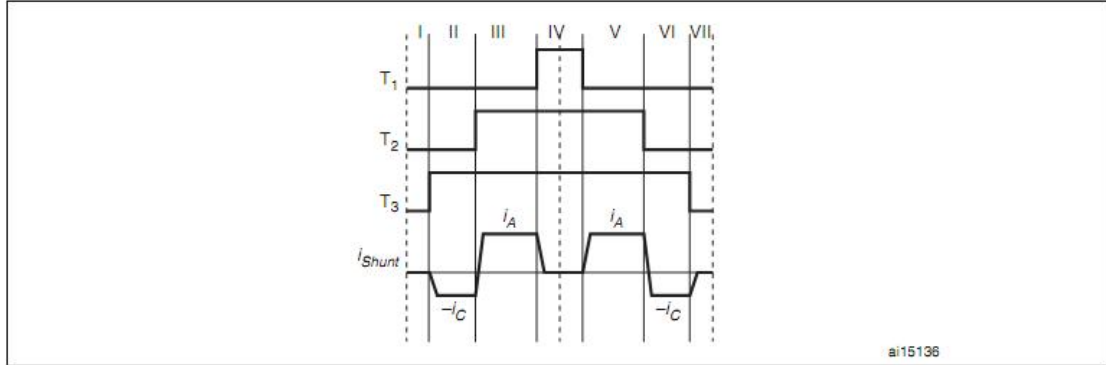 I II III IV V VI VII
T1
T2
T3
iA iA
iShunt
–iC –iC
ai15136